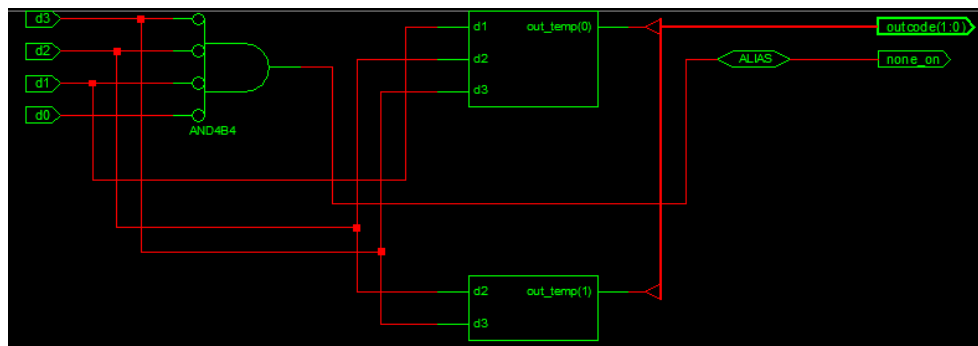 d3
d2
d1
d0
AND4B4
d1
d2
d3
out_temp(0)
d2
d3
out_temp(1)
ALIAS
outcode(1:0)
none_on